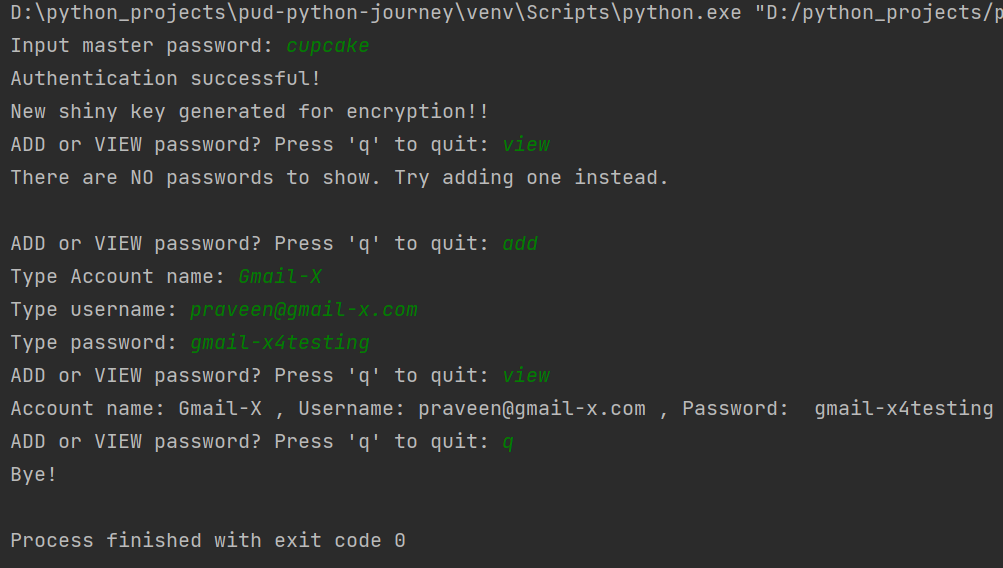 D:\python_projects\pud-python-journey\venv\Scripts\python.exe "D:/python_projects/p
Input master password: cupcake
Authentication successful!
New shiny key generated for encryption!!
ADD or VIEW password? Press 'q' to quit: view
There are NO passwords to show. Try adding one instead.
ADD or VIEW password? Press 'q' to quit: add
Type Account name: Gmail-X
Type username: praveen@gmail-x.com
Type password: gmail-x4testing
ADD or VIEW password? Press 'q' to quit: view
Account name: Gmail-X , Username: praveen@gmail-x.com , Password:  gmail-x4testing
ADD or VIEW password? Press 'q' to quit: q
Bye!
Process finished with exit code 0